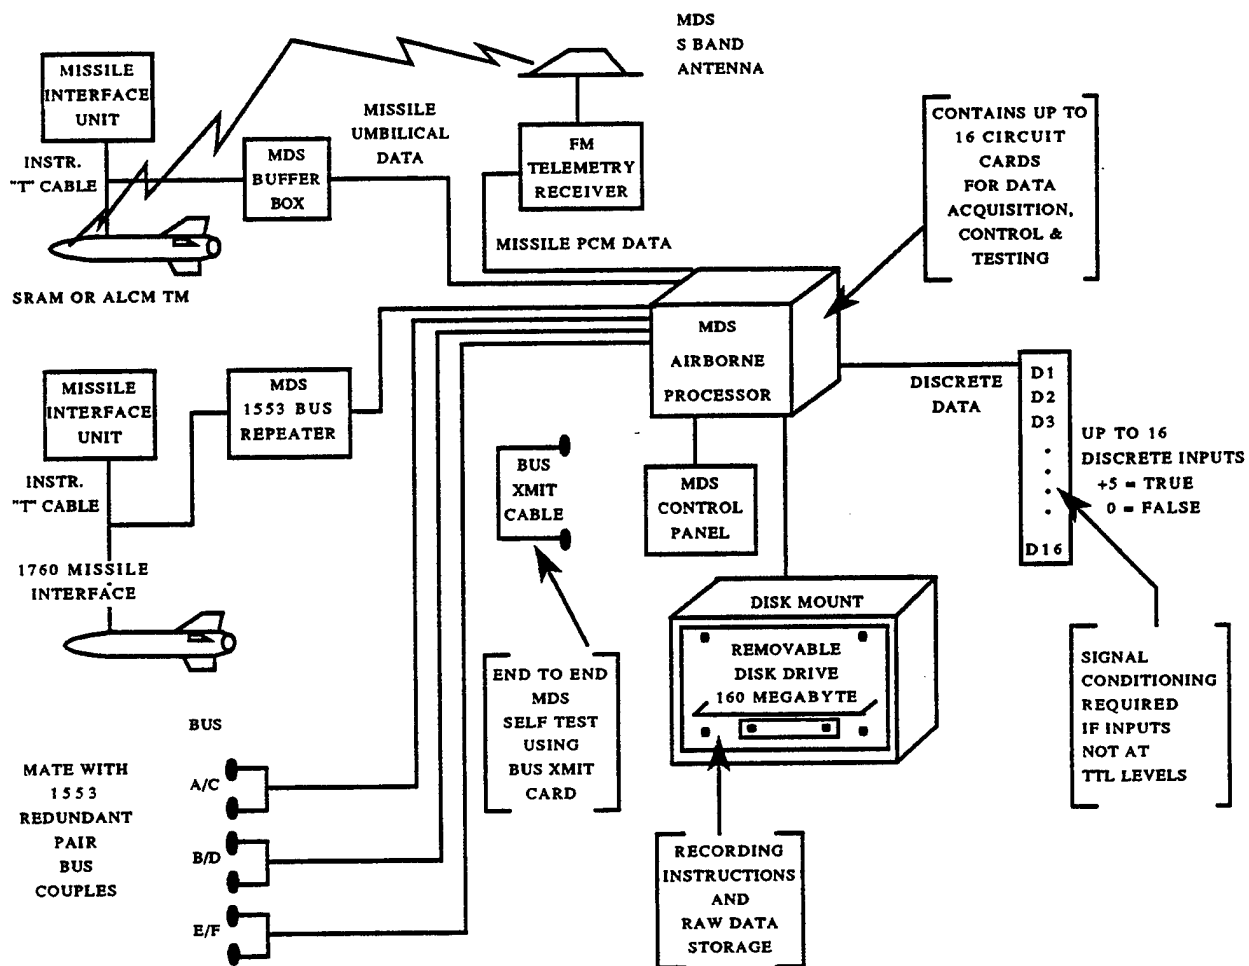 MDS
S BAND
ANTENNA
MISSILE
INTERFACE
UNIT
MISSILE
UMBILICAL
DATA
FM
TELEMETRY
RECEIVER
CONTAINS UP TO
16 CIRCUIT
CARDS
FOR DATA
ACQUISITION,
CONTROL &
TESTING
INSTR.
"T" CABLE
MDS
BUFFER
BOX
MISSILE PCM DATA
SRAM OR ALCM TM
MDS
AIRBORNE
PROCESSOR
DISCRETE
DATA
D1
D2
D3
D16
UP TO 16
DISCRETE INPUTS
+5 = TRUE
0 = FALSE
MISSILE
INTERFACE
UNIT
MDS
1553 BUS
REPEATER
INSTR.
"T" CABLE
BUS
XMIT
CABLE
MDS
CONTROL
PANEL
1760 MISSILE
INTERFACE
DISK MOUNT
REMOVABLE
DISK DRIVE
160 MEGABYTE
END TO END
MDS
SELF TEST
USING
BUS XMIT
CARD
SIGNAL
CONDITIONING
REQUIRED
IF INPUTS
NOT AT
TTL LEVELS
BUS
MATE WITH
1553
REDUNDANT
PAIR
BUS
COUPLES
A/C
B/D
E/F
RECORDING
INSTRUCTIONS
AND
RAW DATA
STORAGE